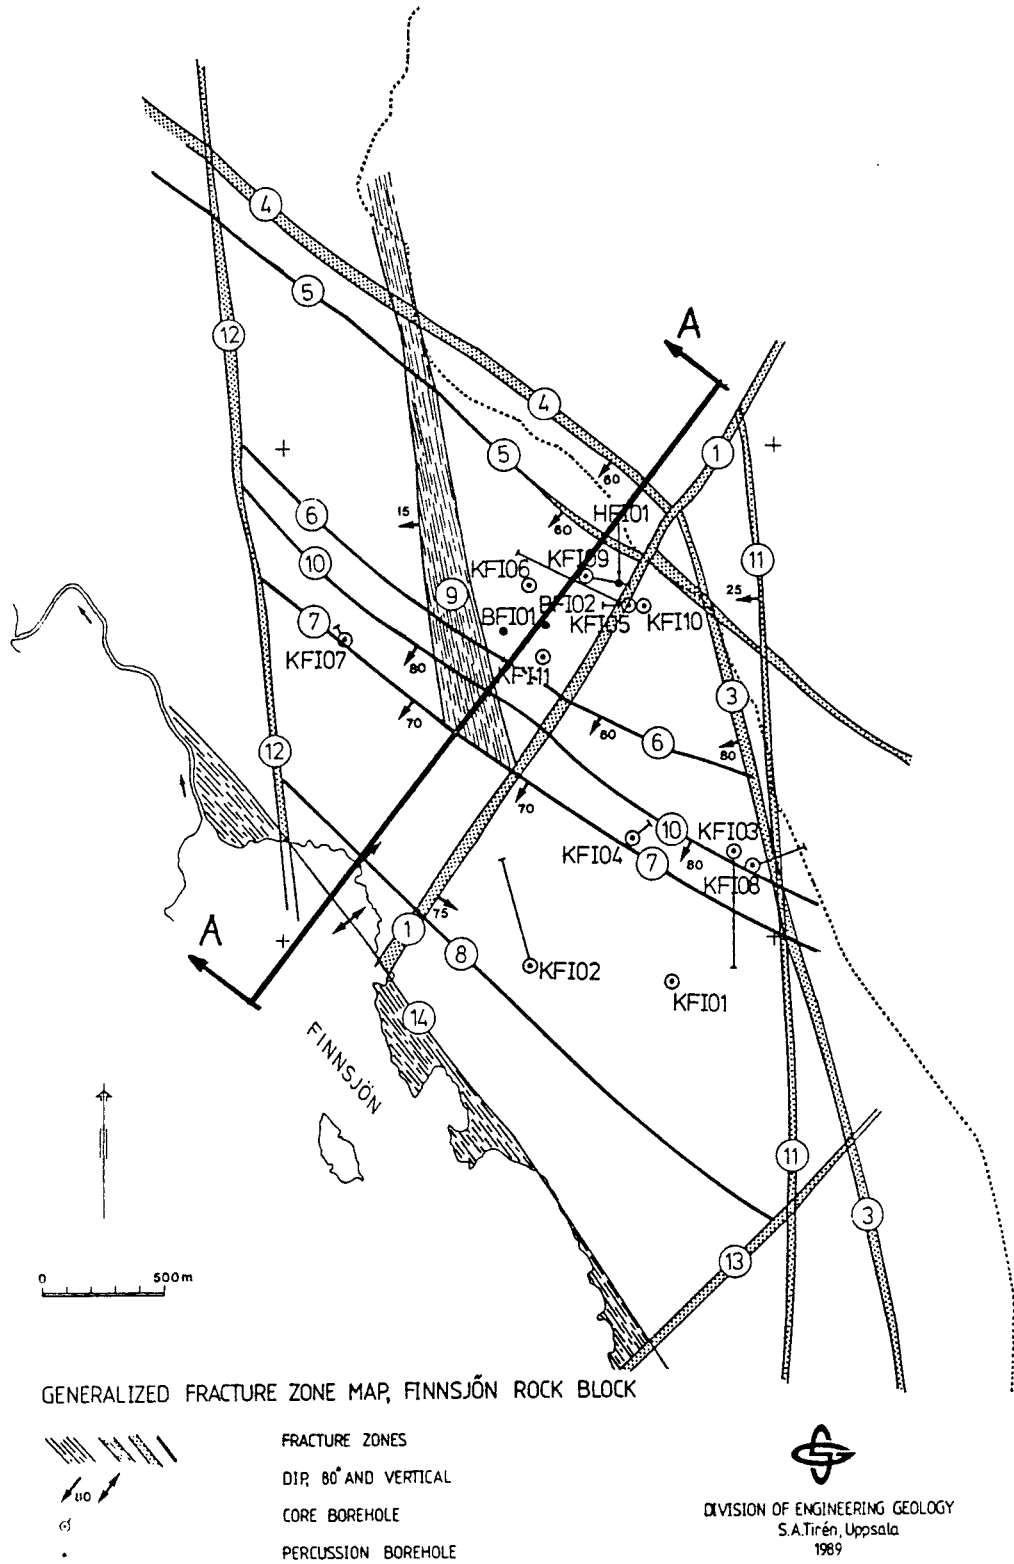 4
5
12
A
4
1
5
60
6
HFI01
15
60
11
10
KFI09
KFI06
9
25
BFI02
7
BFI01
KFI05
KFI10
KFI07
KFI11
80
3
70
60
6
80
12
70
10
KFI03
KFI04
7
80
KFI08
A
75
1
8
KFI02
KFI01
14
FINNSJÖN
11
3
13
0 500m
GENERALIZED FRACTURE ZONE MAP, FINNSJÖN ROCK BLOCK
FRACTURE ZONES
80 DIP, 80° AND VERTICAL
CORE BOREHOLE
PERCUSSION BOREHOLE
DIVISION OF ENGINEERING GEOLOGY
S.A.Tirén, Uppsala
1989